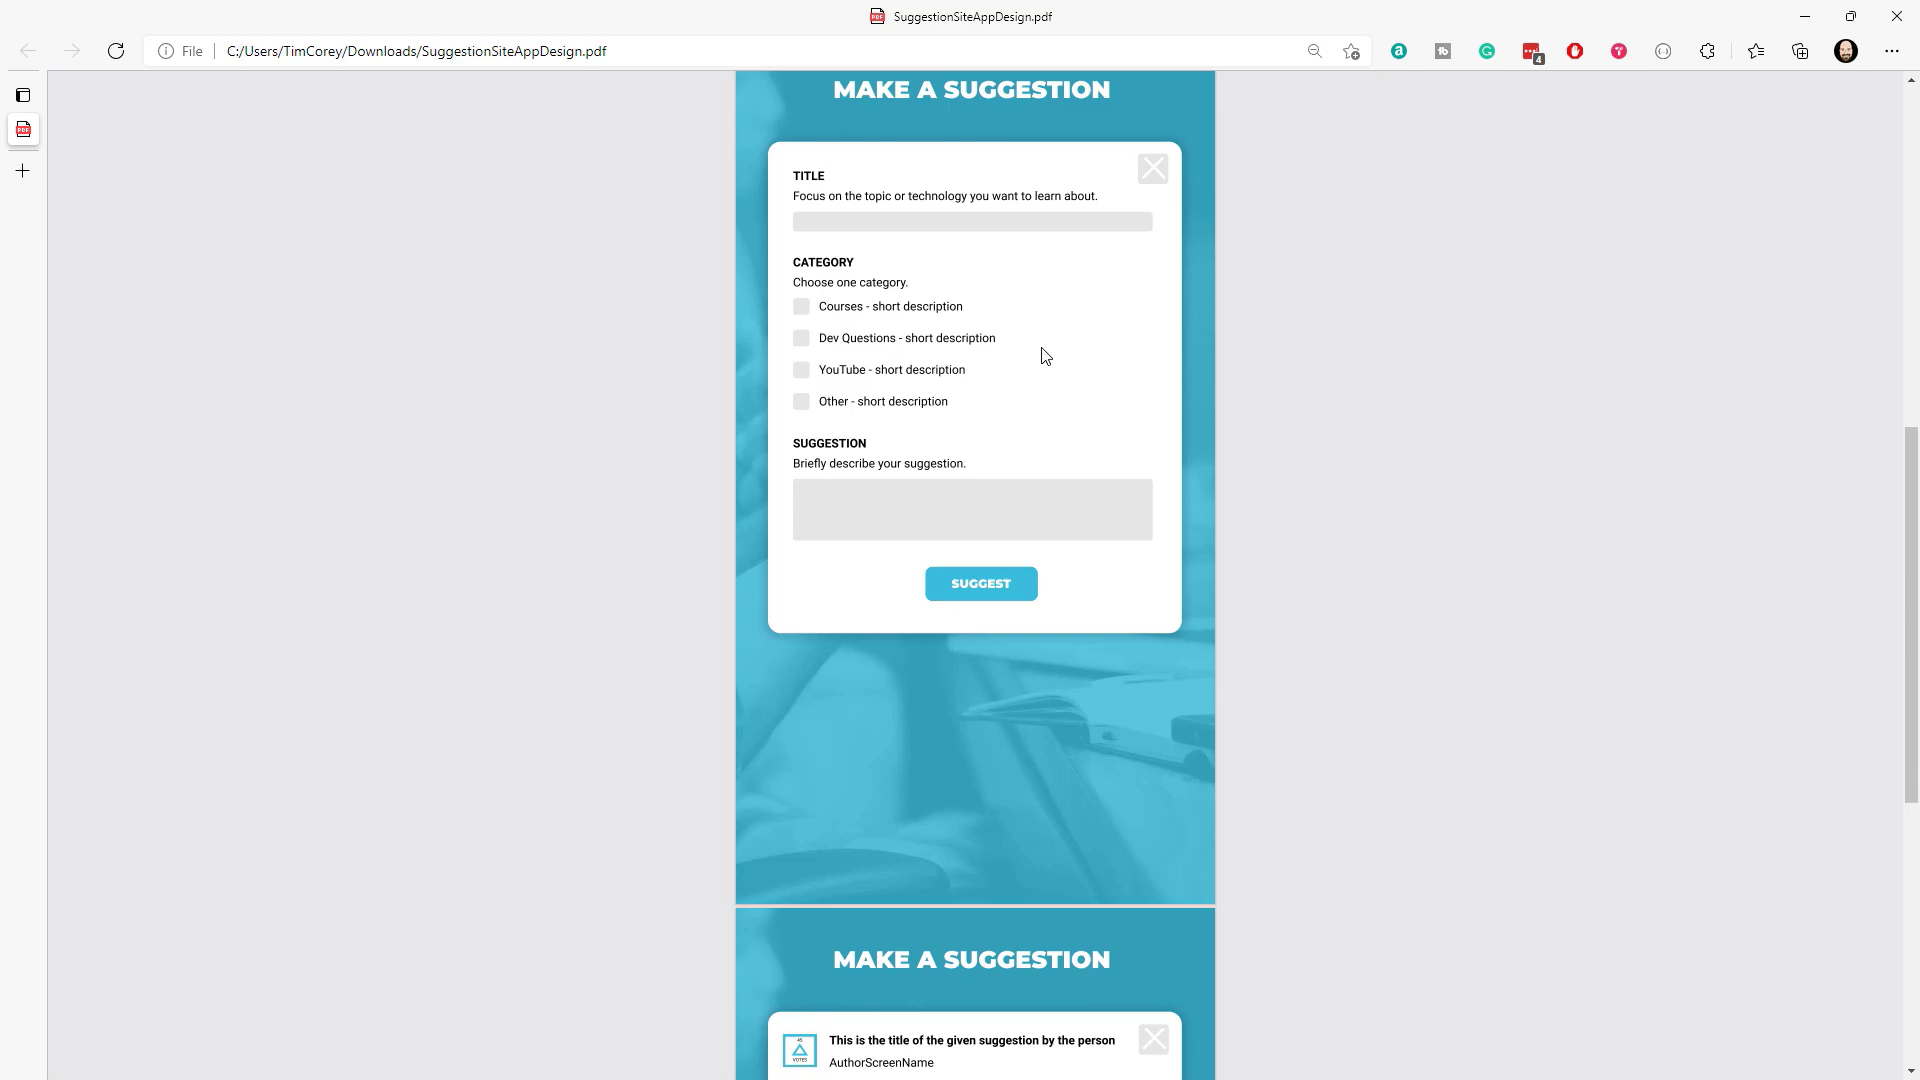 SuggestionSiteAppDesign.pdf
File
C:/Users/TimCorey/Downloads/SuggestionSiteAppDesign.pdf
4
MAKE A SUGGESTION
TITLE
Focus on the topic or technology you want to learn about.
CATEGORY
Choose one category.
Courses - short description
Dev Questions - short description
YouTube - short description
Other - short description
SUGGESTION
Briefly describe your suggestion.
SUGGEST
MAKE A SUGGESTION
45
VOTES
This is the title of the given suggestion by the person
AuthorScreenName